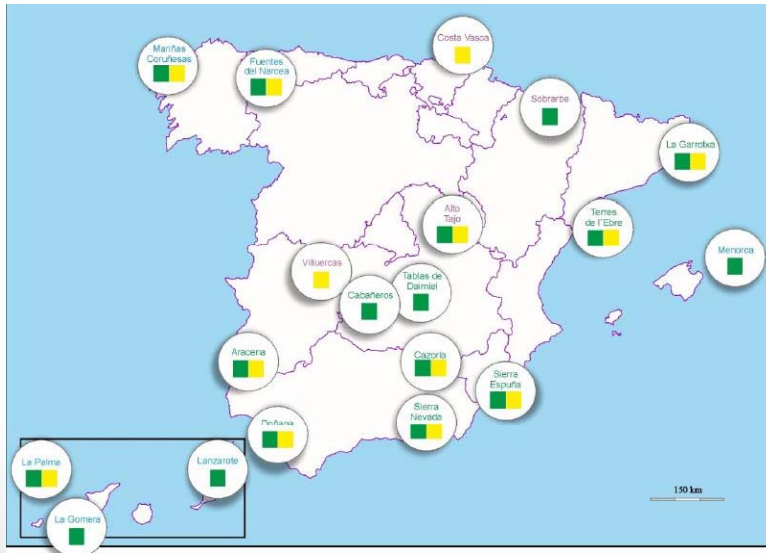 Costa Vasca
Mariñas
Coruñesas
Fuentes
del Narcea
Sobrarbe
La Garrotxa
Alto
Tajo
Terres
de l'Ebre
Menorca
Villuercas
Tablas de
Daimiel
Cabañeros
Aracena
Cazorla
Sierra
Espuña
Sierra
Nevada
Doñana
La Palma
Lanzarote
La Gomera
150 km